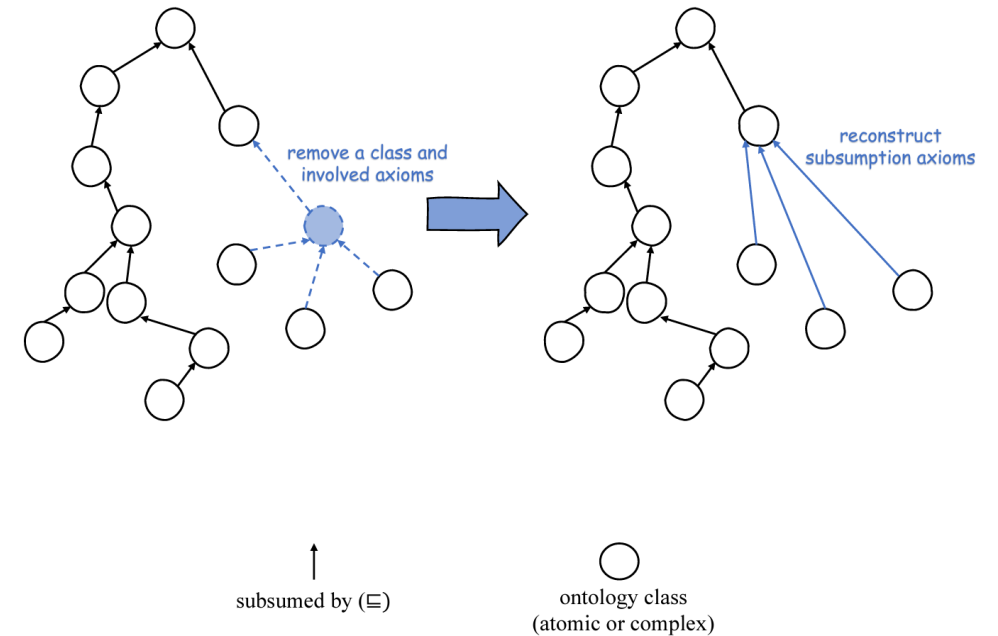 remove a class and
involved axioms
reconstruct
subsumption axioms
subsumed by (⊑)
ontology class
(atomic or complex)